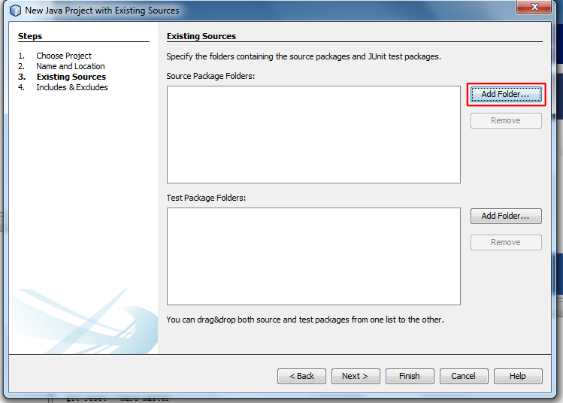 New Java Project with Existing Sources
Steps
1. Choose Project
2. Name and Location
3. Existing Sources
4. Includes & Excludes
Existing Sources
Specify the folders containing the source packages and JUnit test packages.
Source Package Folders:
Add Folder...
Remove
Test Package Folders:
Add Folder...
Remove
You can drag&drop both source and test packages from one list to the other.
< Back
Next >
Finish
Cancel
Help